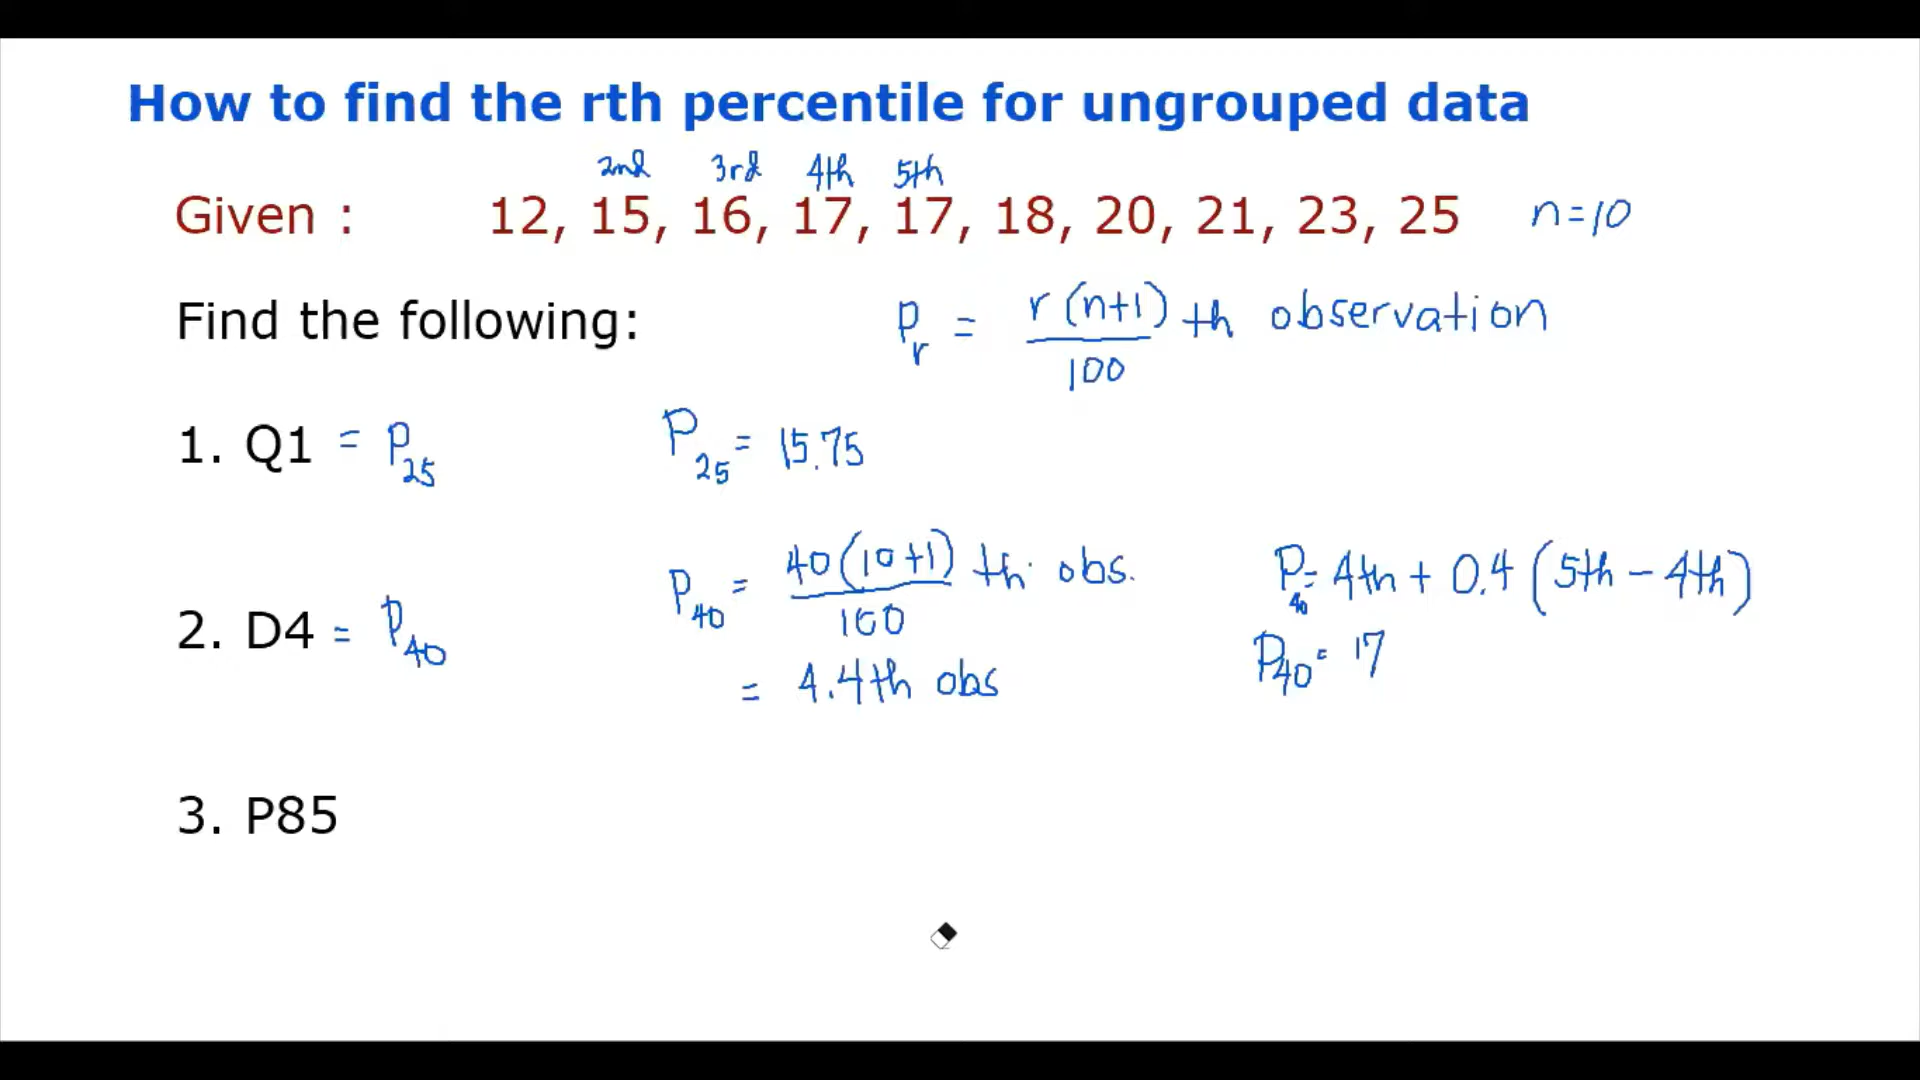 How to find the rth percentile for ungrouped data
2nd 3rd 4th 5th
Given : 12, 15, 16, 17, 17, 18, 20, 21, 23, 25 n=10
Find the following: Pr = r(n+1)/100 th observation
1. Q1 = P25 P25 = 15.75
2. D4 = P40 P40 = 40(10+1)/100 th obs. P40 = 4th + 0.4 (5th - 4th)
= 4.4th obs P40 = 17
3. P85